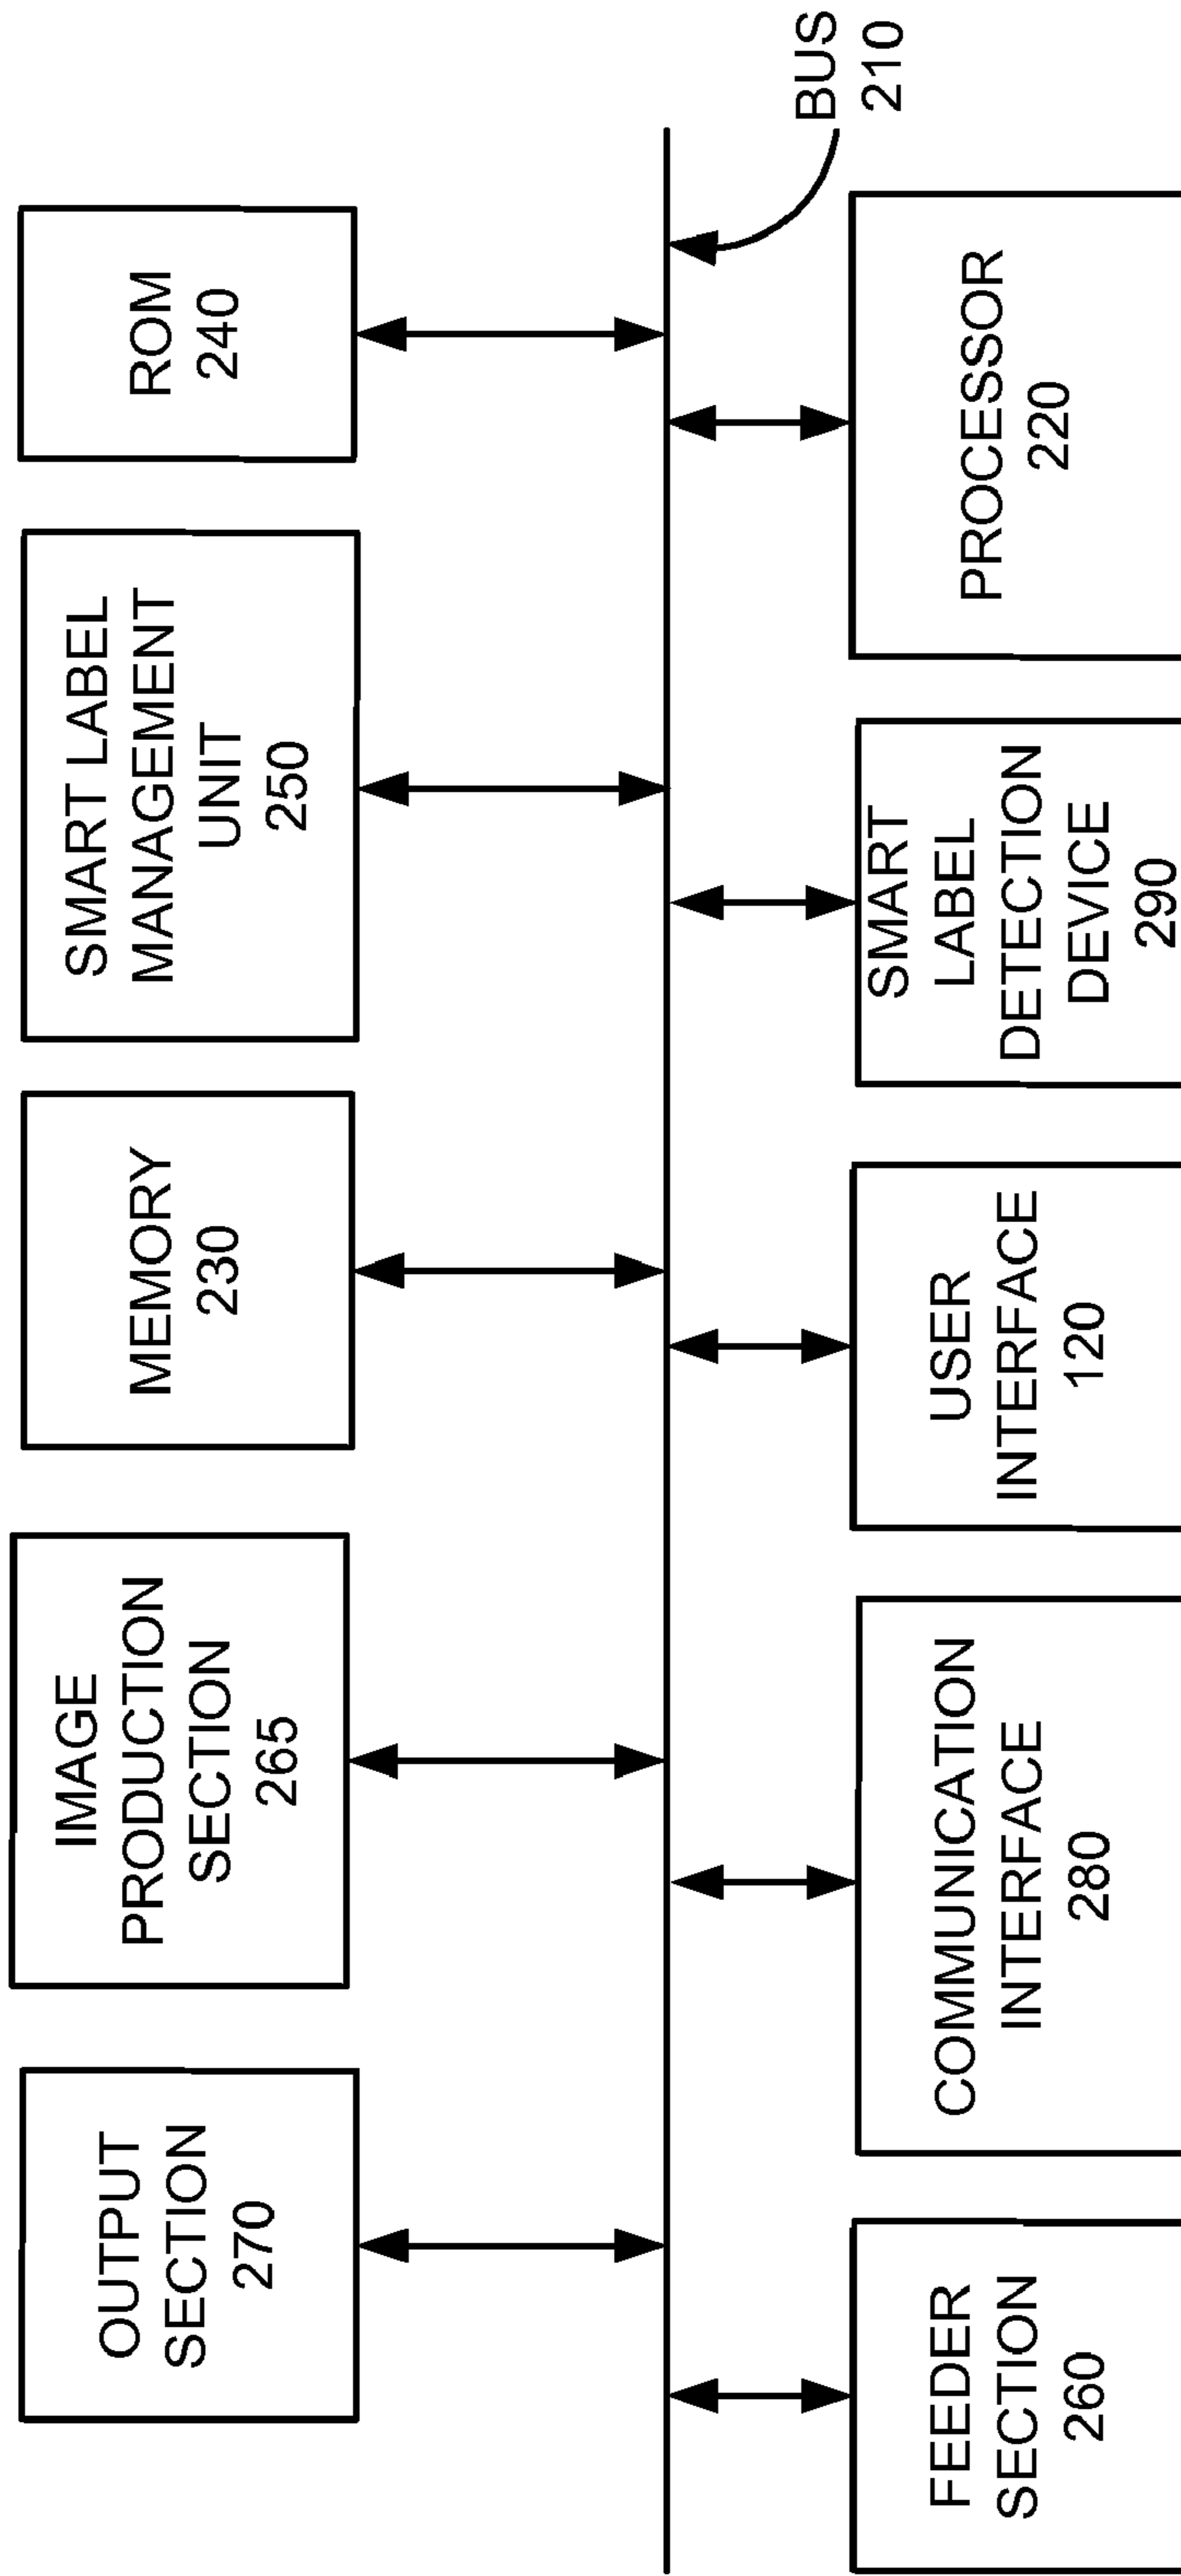 OUTPUT
SECTION
270
IMAGE
PRODUCTION
SECTION
265
MEMORY
230
SMART LABEL
MANAGEMENT
UNIT
250
ROM
240
BUS
210
FEEDER
SECTION
260
COMMUNICATION
INTERFACE
280
USER
INTERFACE
120
SMART
LABEL
DETECTION
DEVICE
290
PROCESSOR
220